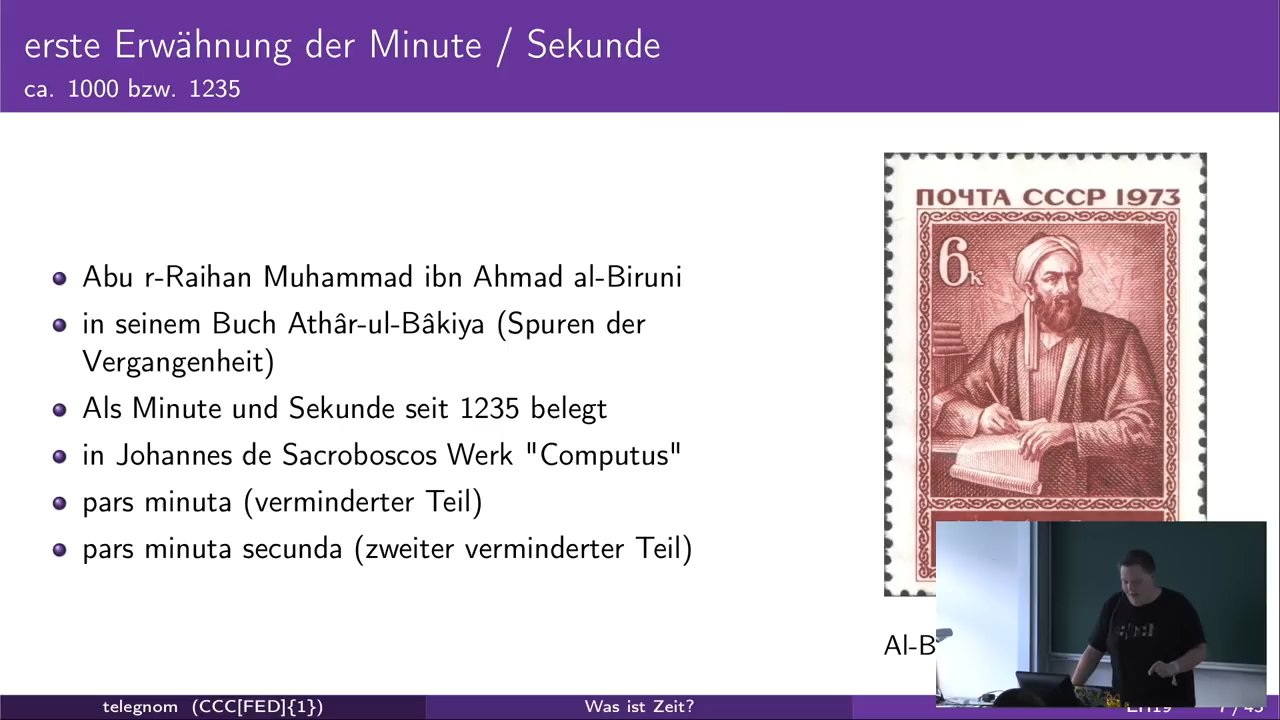 erste Erwähnung der Minute / Sekunde
ca. 1000 bzw. 1235
ПОЧТА СССР 1973
6к
Abu r-Raihan Muhammad ibn Ahmad al-Biruni
in seinem Buch Athâr-ul-Bâkiya (Spuren der
Vergangenheit)
Als Minute und Sekunde seit 1235 belegt
in Johannes de Sacroboscos Werk "Computus"
pars minuta (verminderter Teil)
pars minuta secunda (zweiter verminderter Teil)
Al-B
telegnom (CCC[FED]{1})
Was ist Zeit?
EH19
7 / 45